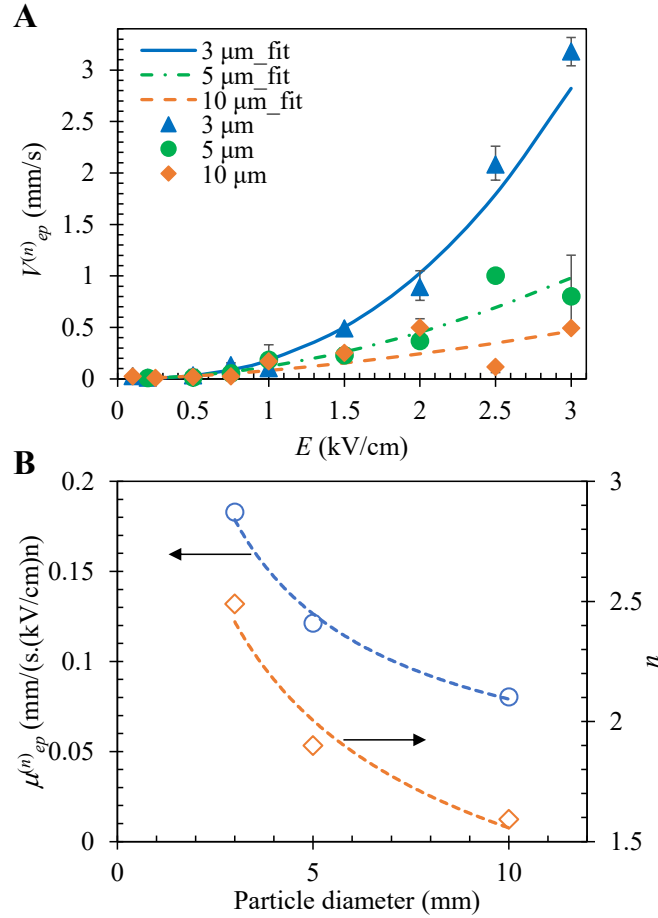 A
3 μm_fit
5 μm_fit
10 μm_fit
3 μm
5 μm
10 μm
V(n)ep (mm/s)
3
2.5
2
1.5
1
0.5
0
0 0.5 1 1.5 2 2.5 3
E (kV/cm)
B
μ(n)ep (mm/(s.(kV/cm)n)
0.2
0.15
0.1
0.05
0
3
2.5
2
1.5
n
0 5 10
Particle diameter (mm)